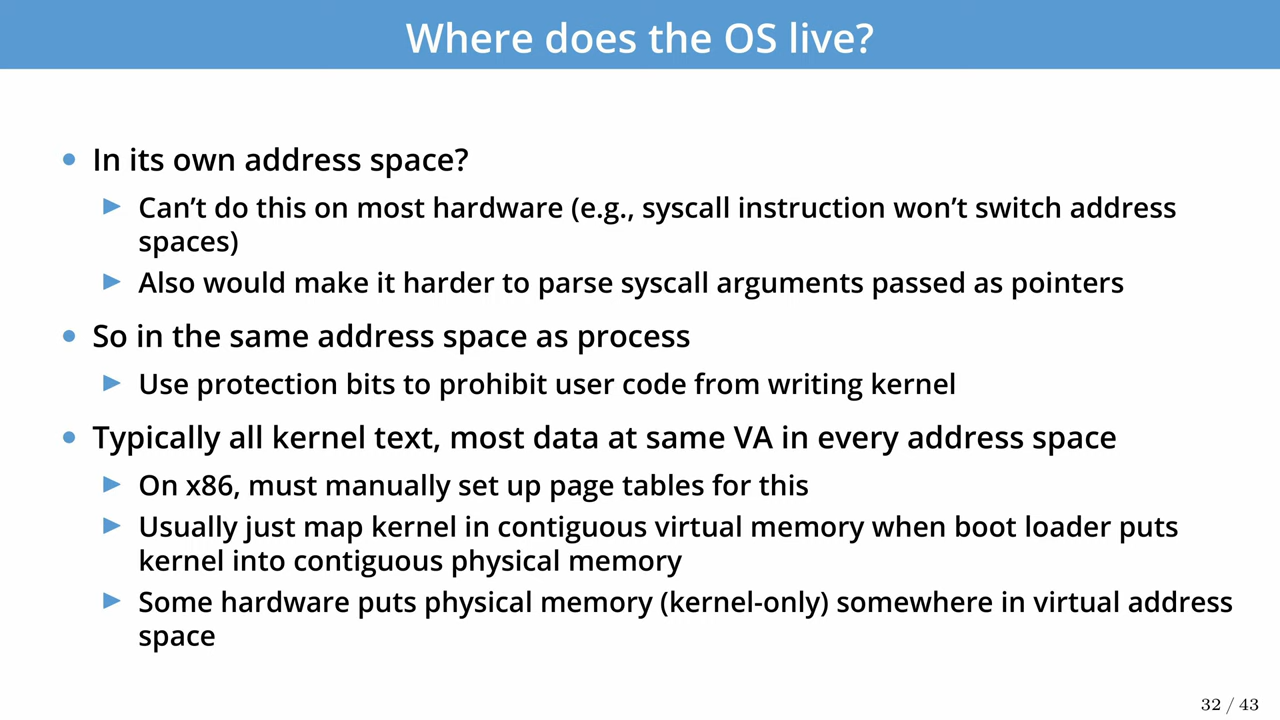 Where does the OS live?
• In its own address space?
▶ Can't do this on most hardware (e.g., syscall instruction won't switch address
spaces)
▶ Also would make it harder to parse syscall arguments passed as pointers
• So in the same address space as process
▶ Use protection bits to prohibit user code from writing kernel
• Typically all kernel text, most data at same VA in every address space
▶ On x86, must manually set up page tables for this
▶ Usually just map kernel in contiguous virtual memory when boot loader puts
kernel into contiguous physical memory
▶ Some hardware puts physical memory (kernel-only) somewhere in virtual address
space
32 / 43